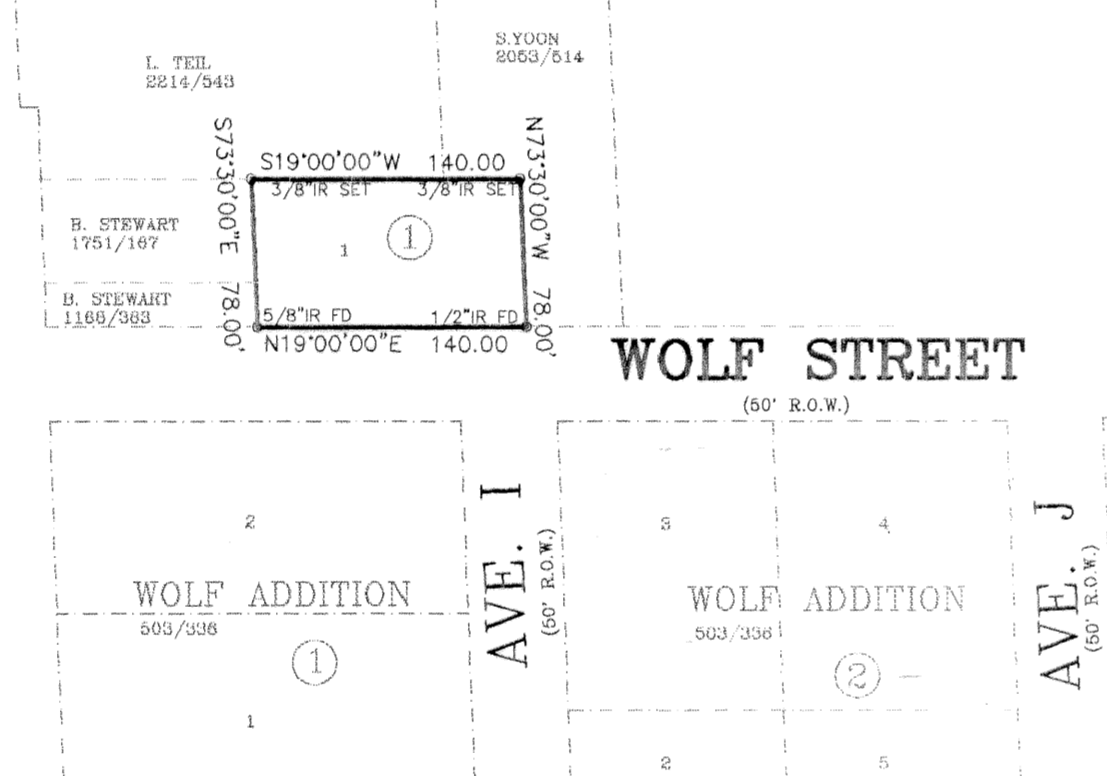 S.YOON
2053/514
L. TEIL
2214/543
S73°30'00"E 78.00'
S19°00'00"W 140.00
N73°30'00"W 78.00'
3/8"IR SET 3/8"IR SET
B. STEWART
1751/167
1
1
B. STEWART
1166/383
5/8"IR FD 1/2"IR FD
N19°00'00"E 140.00
WOLF STREET
(50' R.O.W.)
2
3
4
AVE. I
(50' R.O.W.)
AVE. J
(50' R.O.W.)
WOLF ADDITION
503/336
1
WOLF ADDITION
503/336
2
1
2
5